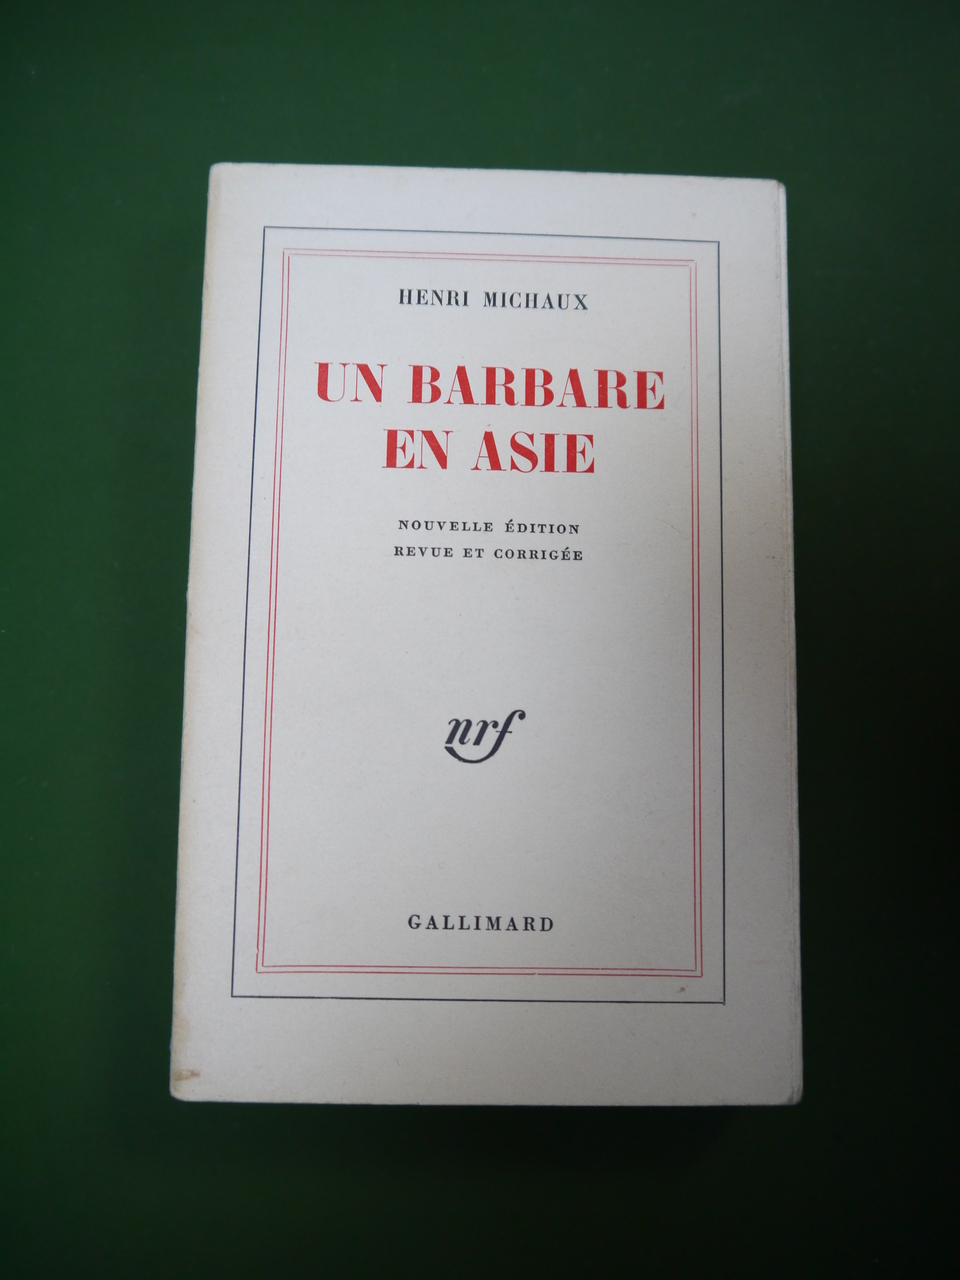 HENRI MICHAUX
UN BARBARE
EN ASIE
NOUVELLE ÉDITION
REVUE ET CORRIGÉE
nrf
GALLIMARD